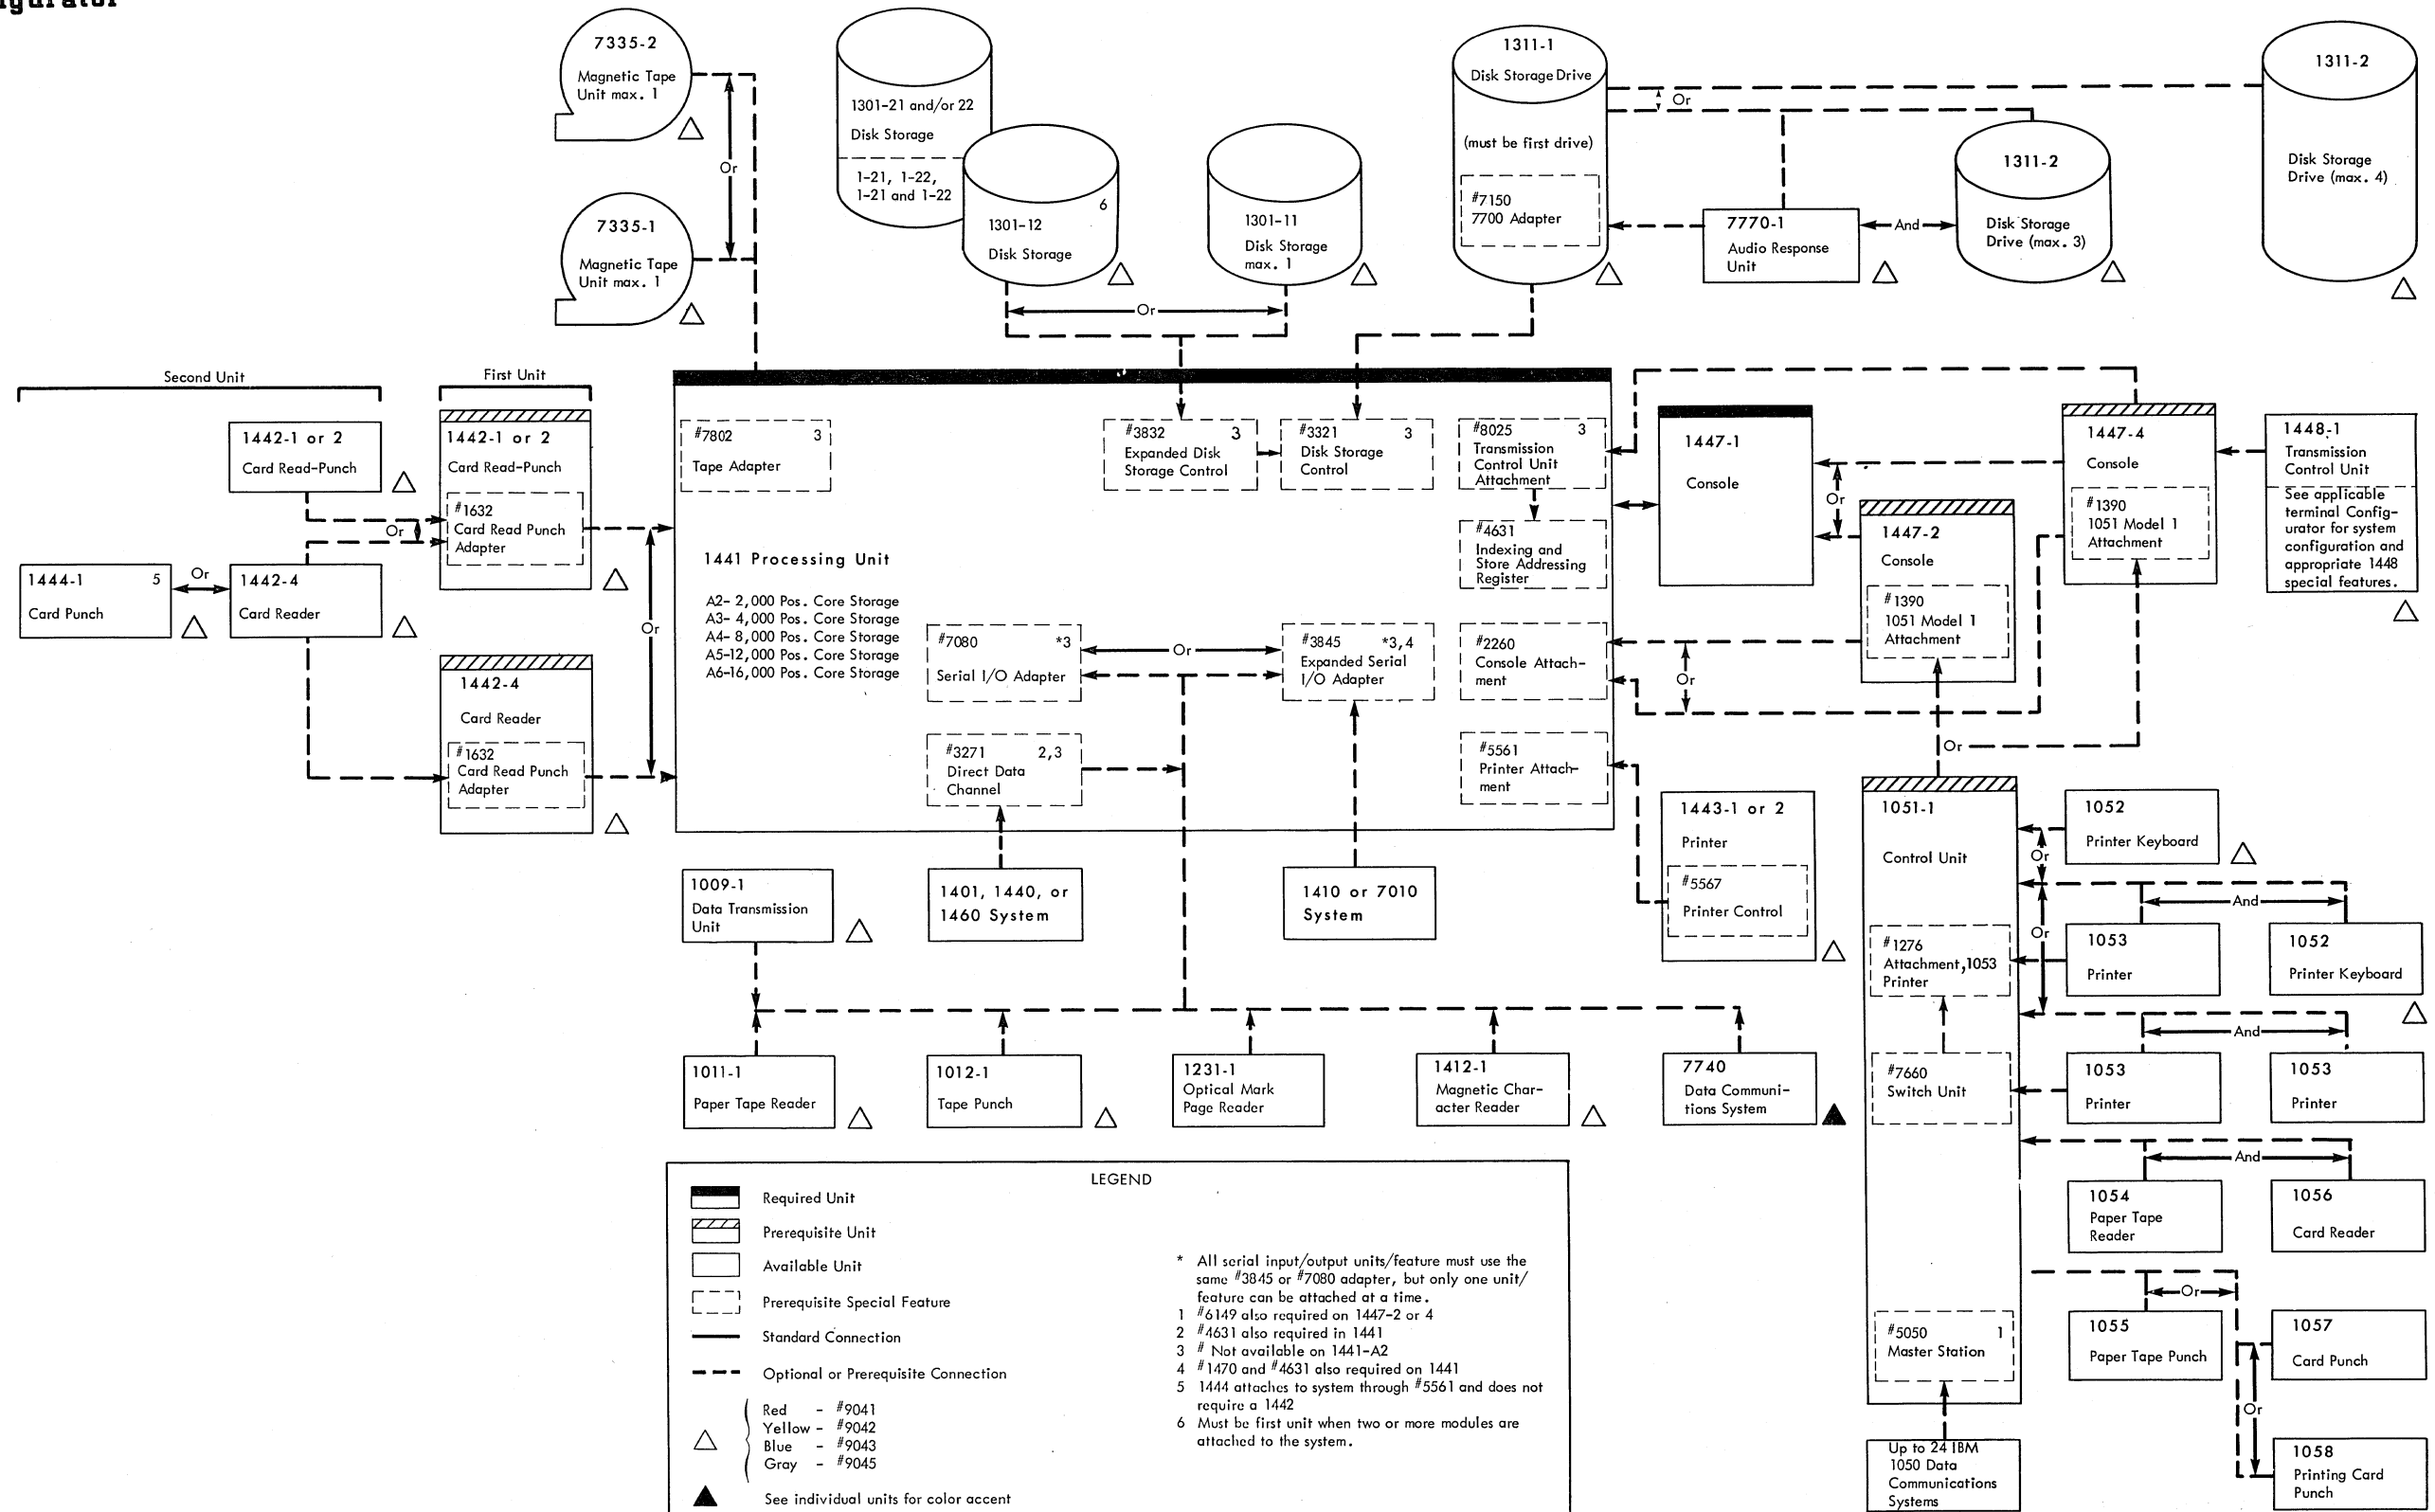 7335-2
Magnetic Tape
Unit max. 1
Or
7335-1
Magnetic Tape
Unit max. 1
1301-21 and/or 22
Disk Storage
1-21, 1-22,
1-21 and 1-22
1301-12
6
Disk Storage
1301-11
Disk Storage
max. 1
Or
1311-1
Disk Storage Drive
(must be first drive)
#7150
7700 Adapter
Or
7770-1
Audio Response
Unit
And
1311-2
Disk Storage
Drive (max. 3)
1311-2
Disk Storage
Drive (max. 4)
Second Unit
First Unit
1442-1 or 2
Card Read-Punch
Or
1444-1
5
Card Punch
Or
1442-4
Card Reader
1442-1 or 2
Card Read-Punch
#1632
Card Read Punch
Adapter
1442-4
Card Reader
#1632
Card Read Punch
Adapter
Or
#7802
3
Tape Adapter
#3832
3
Expanded Disk
Storage Control
#3321
3
Disk Storage
Control
#8025
3
Transmission
Control Unit
Attachment
#4631
Indexing and
Store Addressing
Register
1441 Processing Unit
A2- 2,000 Pos. Core Storage
A3- 4,000 Pos. Core Storage
A4- 8,000 Pos. Core Storage
A5-12,000 Pos. Core Storage
A6-16,000 Pos. Core Storage
#7080
*3
Serial I/O Adapter
Or
#3845
*3,4
Expanded Serial
I/O Adapter
#2260
Console Attach-
ment
#3271
2,3
Direct Data
Channel
#5561
Printer Attach-
ment
1447-1
Console
Or
1447-2
Console
#1390
1051 Model 1
Attachment
Or
1447-4
Console
#1390
1051 Model 1
Attachment
1448-1
Transmission
Control Unit
See applicable
terminal Config-
urator for system
configuration and
appropriate 1448
special features.
Or
1009-1
Data Transmission
Unit
1401, 1440, or
1460 System
1410 or 7010
System
1443-1 or 2
Printer
#5567
Printer Control
1011-1
Paper Tape Reader
1012-1
Tape Punch
1231-1
Optical Mark
Page Reader
1412-1
Magnetic Char-
acter Reader
7740
Data Communi-
tions System
1051-1
Control Unit
#1276
Attachment,1053
Printer
#7660
Switch Unit
#5050
1
Master Station
Up to 24 IBM
1050 Data
Communications
Systems
1052
Printer Keyboard
Or
And
Or
1053
Printer
1052
Printer Keyboard
And
1053
Printer
1053
Printer
And
1054
Paper Tape
Reader
1056
Card Reader
Or
1055
Paper Tape Punch
1057
Card Punch
Or
1058
Printing Card
Punch
LEGEND
Required Unit
Prerequisite Unit
Available Unit
Prerequisite Special Feature
Standard Connection
Optional or Prerequisite Connection
Red - #9041
Yellow - #9042
Blue - #9043
Gray - #9045
See individual units for color accent
* All serial input/output units/feature must use the
same #3845 or #7080 adapter, but only one unit/
feature can be attached at a time.
1 #6149 also required on 1447-2 or 4
2 #4631 also required in 1441
3 # Not available on 1441-A2
4 #1470 and #4631 also required on 1441
5 1444 attaches to system through #5561 and does not
require a 1442
6 Must be first unit when two or more modules are
attached to the system.